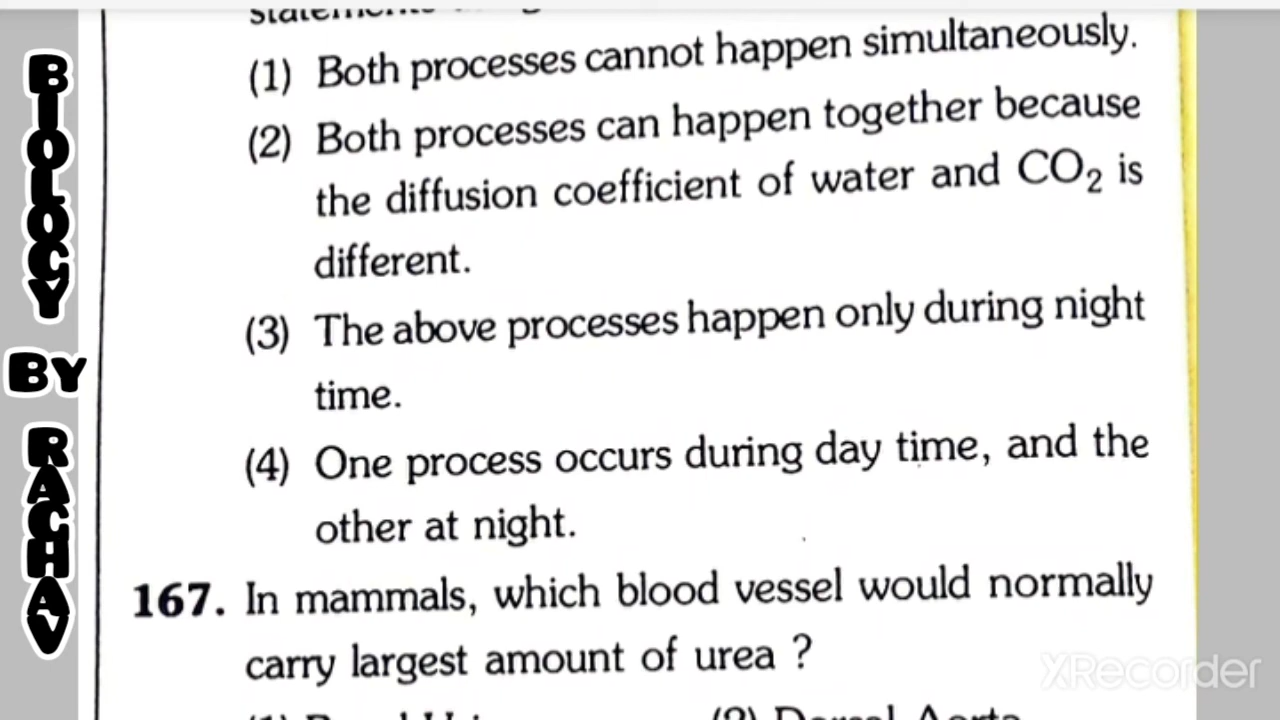 BIOLOGY BY RAGHAV
(1) Both processes cannot happen simultaneously.
(2) Both processes can happen together because
the diffusion coefficient of water and CO₂ is
different.
(3) The above processes happen only during night
time.
(4) One process occurs during day time, and the
other at night.
167. In mammals, which blood vessel would normally
carry largest amount of urea ?
XRecorder